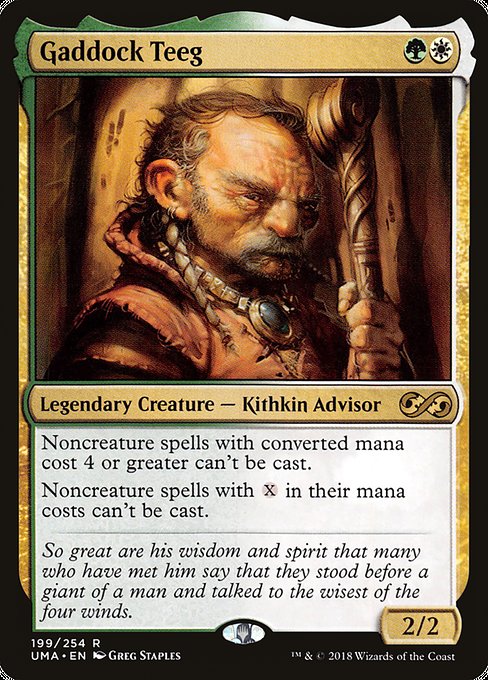 Gaddock Teeg
Legendary Creature — Kithkin Advisor
Noncreature spells with converted mana
cost 4 or greater can't be cast.
Noncreature spells with X in their mana
costs can't be cast.
So great are his wisdom and spirit that many
who have met him say that they stood before a
giant of a man and talked to the wisest of the
four winds.
2/2
199/254 R
UMA • EN Greg Staples
™ & © 2018 Wizards of the Coast